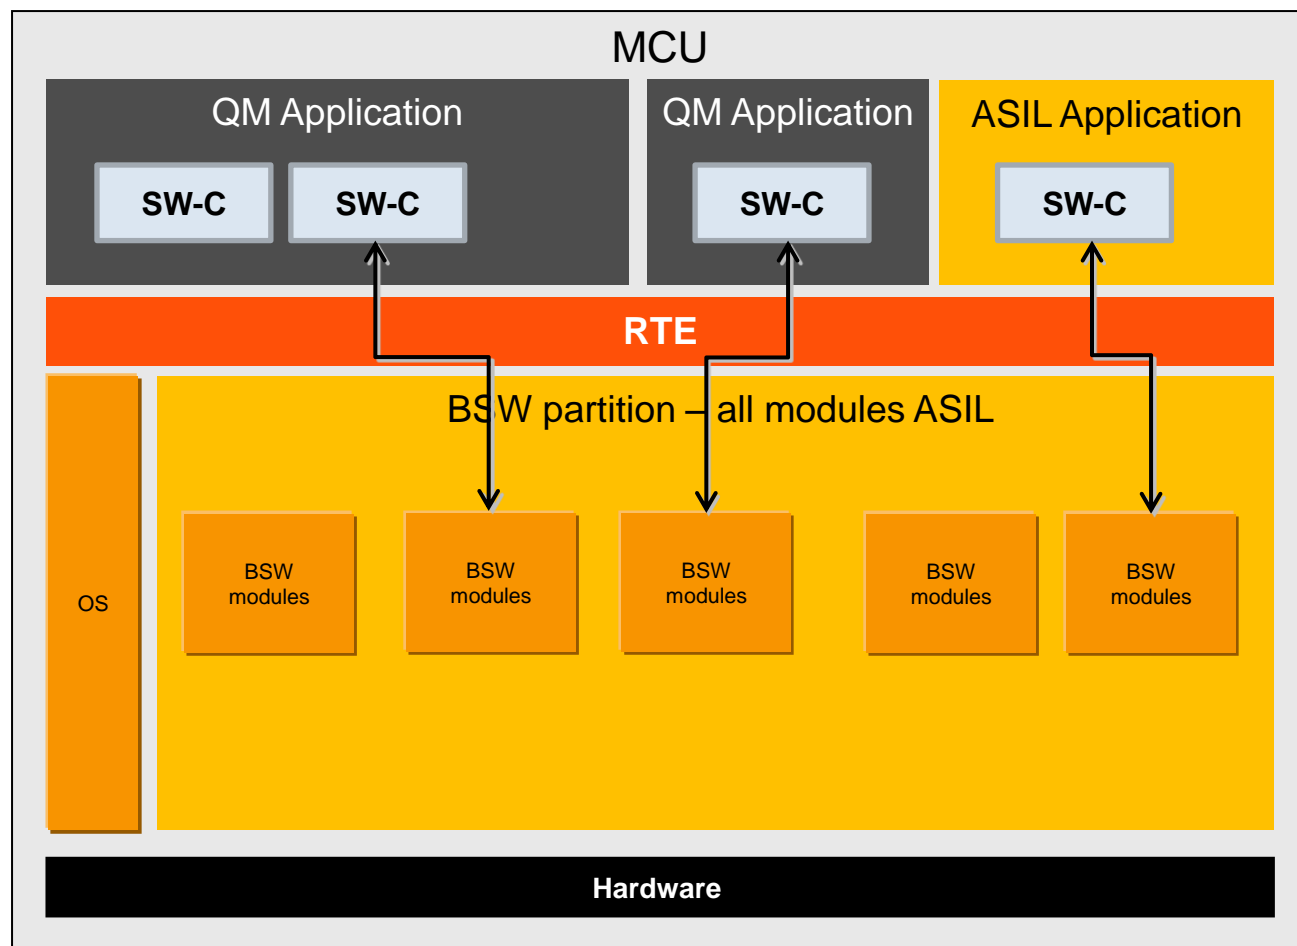 MCU
QM Application
QM Application
ASIL Application
SW-C
SW-C
SW-C
SW-C
RTE
BSW partition – all modules ASIL
OS
BSW
modules
BSW
modules
BSW
modules
BSW
modules
BSW
modules
Hardware